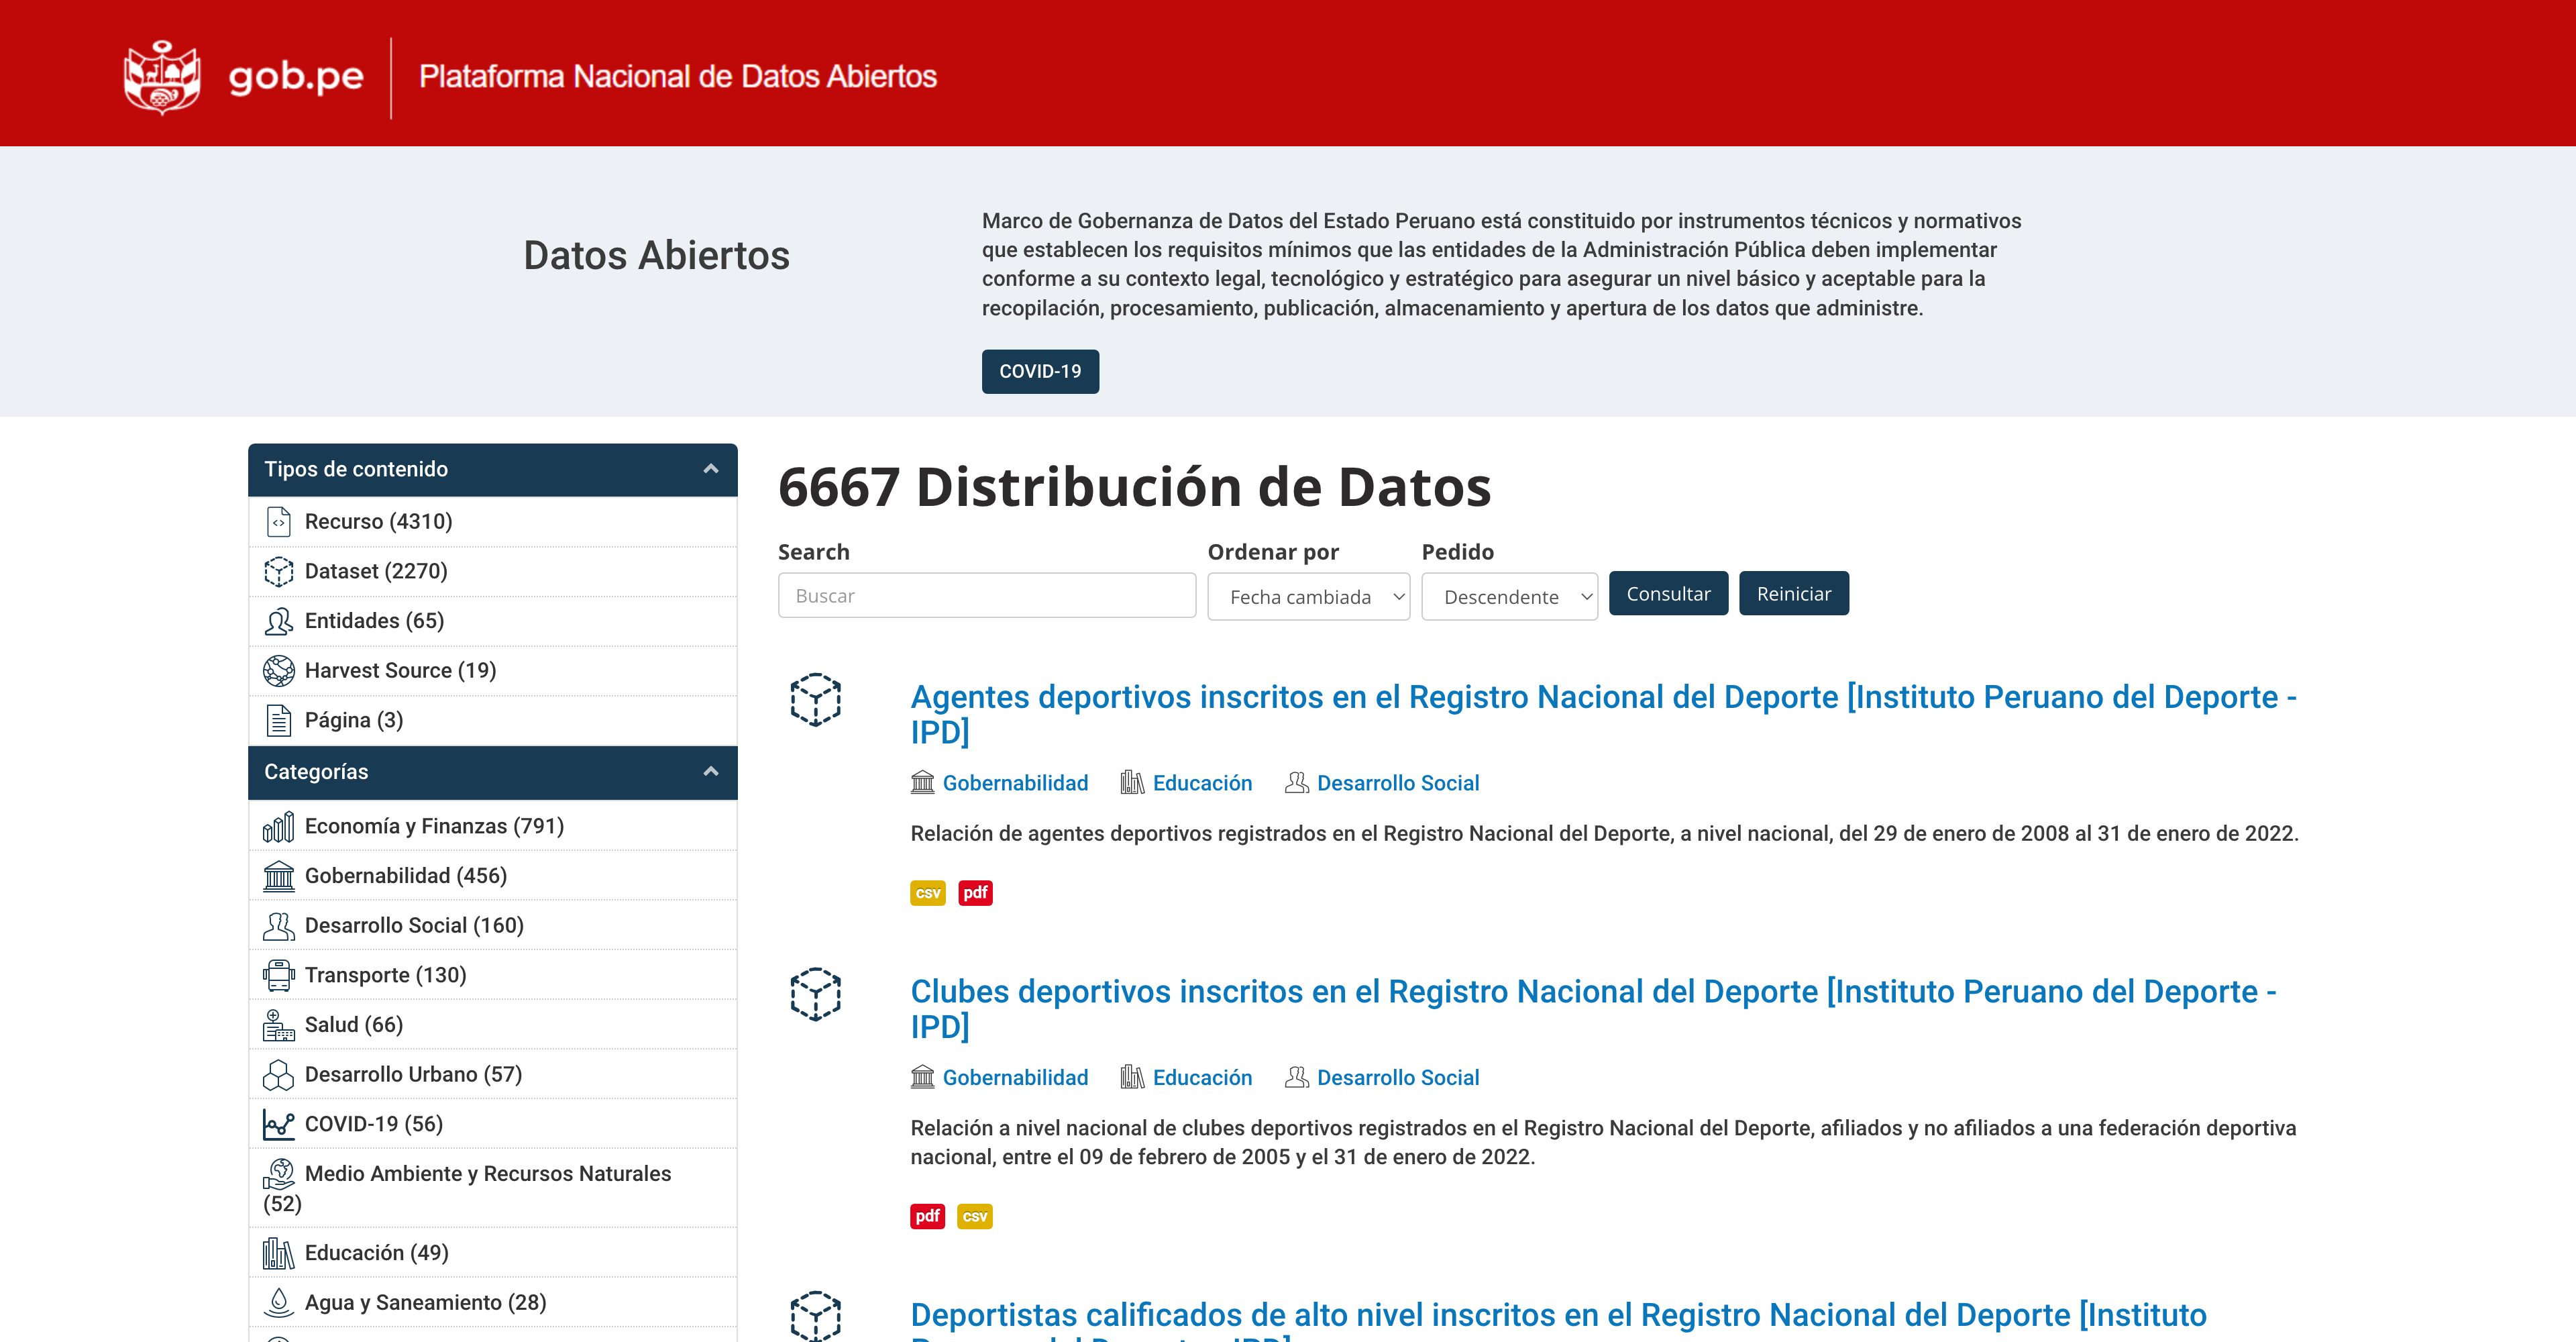 gob.pe
Plataforma Nacional de Datos Abiertos
Datos Abiertos
Marco de Gobernanza de Datos del Estado Peruano está constituido por instrumentos técnicos y normativos
que establecen los requisitos mínimos que las entidades de la Administración Pública deben implementar
conforme a su contexto legal, tecnológico y estratégico para asegurar un nivel básico y aceptable para la
recopilación, procesamiento, publicación, almacenamiento y apertura de los datos que administre.
COVID-19
Tipos de contenido
Recurso (4310)
Dataset (2270)
Entidades (65)
Harvest Source (19)
Página (3)
Categorías
Economía y Finanzas (791)
Gobernabilidad (456)
Desarrollo Social (160)
Transporte (130)
Salud (66)
Desarrollo Urbano (57)
COVID-19 (56)
Medio Ambiente y Recursos Naturales
(52)
Educación (49)
Agua y Saneamiento (28)
6667 Distribución de Datos
Search
Ordenar por
Pedido
Buscar
Fecha cambiada
Descendente
Consultar
Reiniciar
Agentes deportivos inscritos en el Registro Nacional del Deporte [Instituto Peruano del Deporte -
IPD]
Gobernabilidad
Educación
Desarrollo Social
Relación de agentes deportivos registrados en el Registro Nacional del Deporte, a nivel nacional, del 29 de enero de 2008 al 31 de enero de 2022.
csv
pdf
Clubes deportivos inscritos en el Registro Nacional del Deporte [Instituto Peruano del Deporte -
IPD]
Gobernabilidad
Educación
Desarrollo Social
Relación a nivel nacional de clubes deportivos registrados en el Registro Nacional del Deporte, afiliados y no afiliados a una federación deportiva
nacional, entre el 09 de febrero de 2005 y el 31 de enero de 2022.
pdf
csv
Deportistas calificados de alto nivel inscritos en el Registro Nacional del Deporte [Instituto